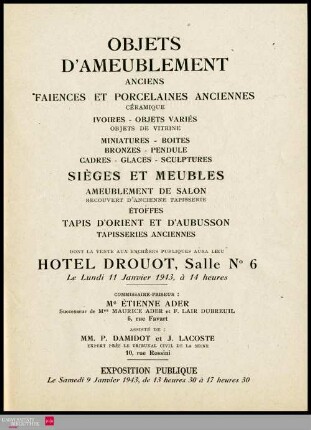 OBJETS
D'AMEUBLEMENT
ANCIENS
FAIENCES ET PORCELAINES ANCIENNES
CÉRAMIQUE
IVOIRES - OBJETS VARIÉS
OBJETS DE VITRINE
MINIATURES - BOITES
BRONZES - PENDULE
CADRES - GLACES - SCULPTURES
SIÈGES ET MEUBLES
AMEUBLEMENT DE SALON
RECOUVERT D'ANCIENNE TAPISSERIE
ÉTOFFES
TAPIS D'ORIENT ET D'AUBUSSON
TAPISSERIES ANCIENNES
DONT LA VENTE AUX ENCHÈRES PUBLIQUES AURA LIEU
HOTEL DROUOT, Salle No 6
Le Lundi 11 Janvier 1943, à 14 heures
COMMISSAIRE-PRISEUR :
Me ÉTIENNE ADER
Successeur de Mes MAURICE ADER et F. LAIR DUBREUIL
6, rue Favart
ASSISTÉ DE :
MM. P. DAMIDOT et J. LACOSTE
EXPERT PRÈS LE TRIBUNAL CIVIL DE LA SEINE
10, rue Rossini
EXPOSITION PUBLIQUE
Le Samedi 9 Janvier 1943, de 13 heures 30 à 17 heures 30